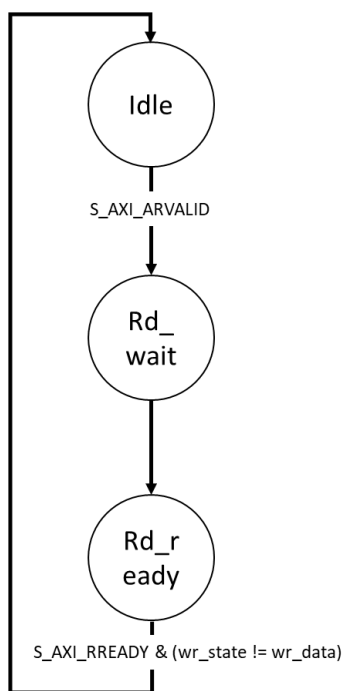 Idle
S_AXI_ARVALID
Rd_
wait
Rd_r
eady
S_AXI_RREADY & (wr_state != wr_data)